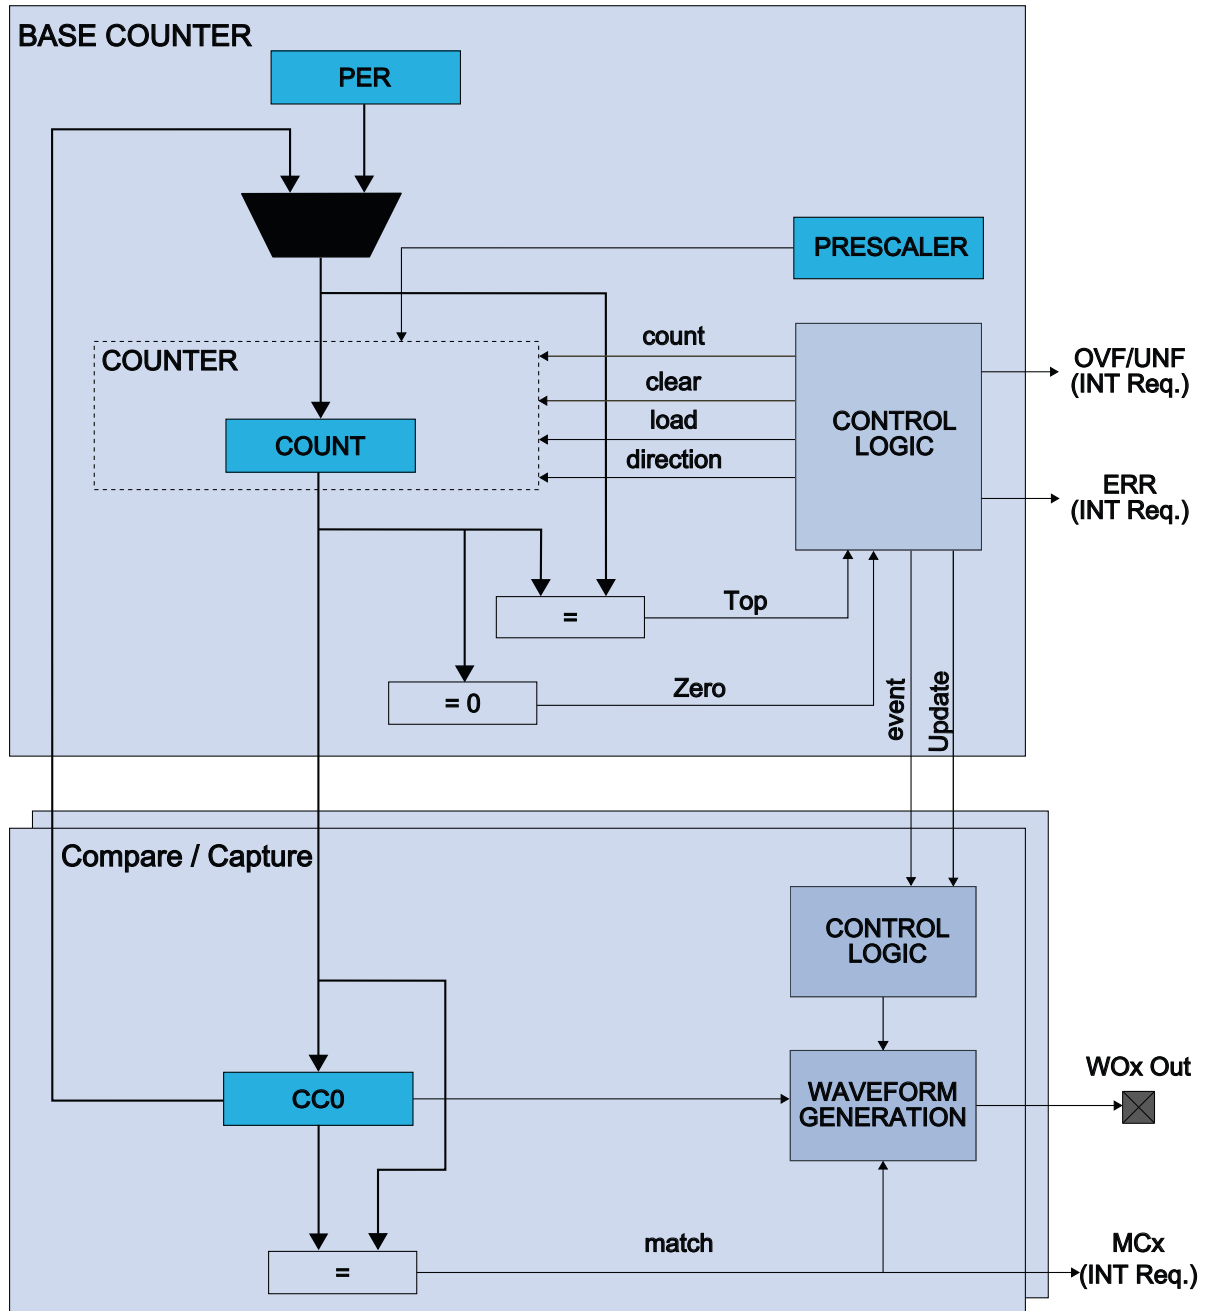 BASE COUNTER
PER
PRESCALER
COUNTER
count
clear
load
direction
COUNT
CONTROL
LOGIC
OVF/UNF
(INT Req.)
ERR
(INT Req.)
=
Top
= 0
Zero
event
Update
Compare / Capture
CONTROL
LOGIC
CC0
WAVEFORM
GENERATION
WOx Out
=
match
MCx
(INT Req.)